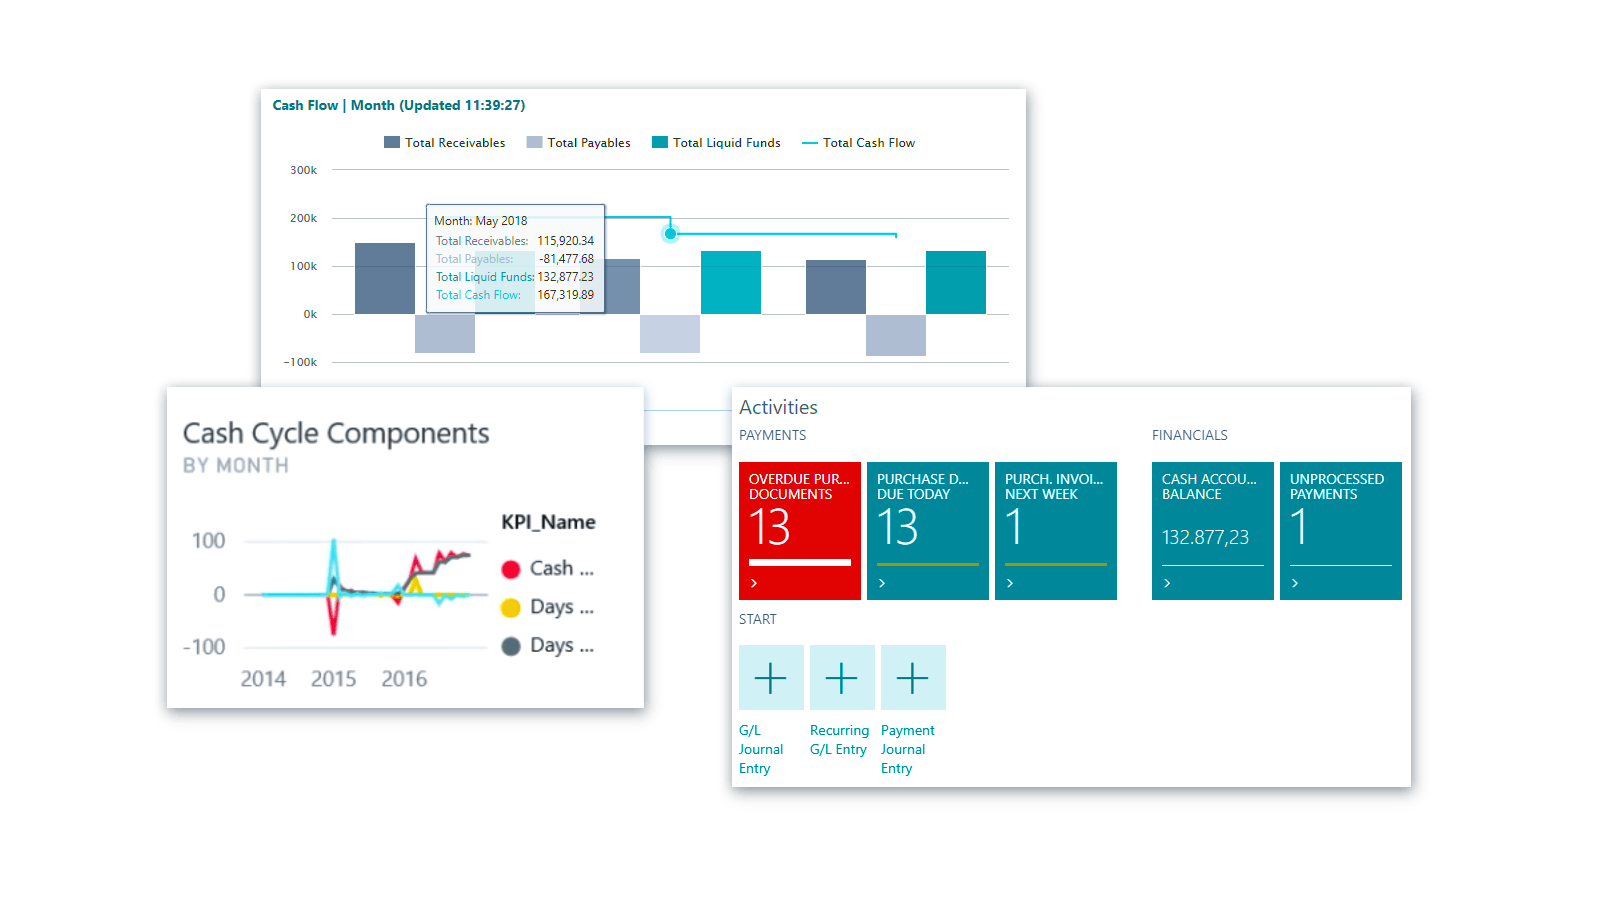 Cash Flow | Month (Updated 11:39:27)
Total Receivables Total Payables Total Liquid Funds Total Cash Flow
300k
200k
100k
0k
-100k
Month: May 2018
Total Receivables: 115,920.34
Total Payables: -81,477.68
Total Liquid Funds: 132,877.23
Total Cash Flow: 167,319.89
Cash Cycle Components
BY MONTH
100
0
-100
2014 2015 2016
KPI_Name
Cash ...
Days ...
Days ...
Activities
PAYMENTS
OVERDUE PUR...
DOCUMENTS
13
PURCHASE D...
DUE TODAY
13
PURCH. INVOI...
NEXT WEEK
1
FINANCIALS
CASH ACCOU...
BALANCE
132.877,23
UNPROCESSED
PAYMENTS
1
START
G/L
Journal
Entry
Recurring
G/L Entry
Payment
Journal
Entry